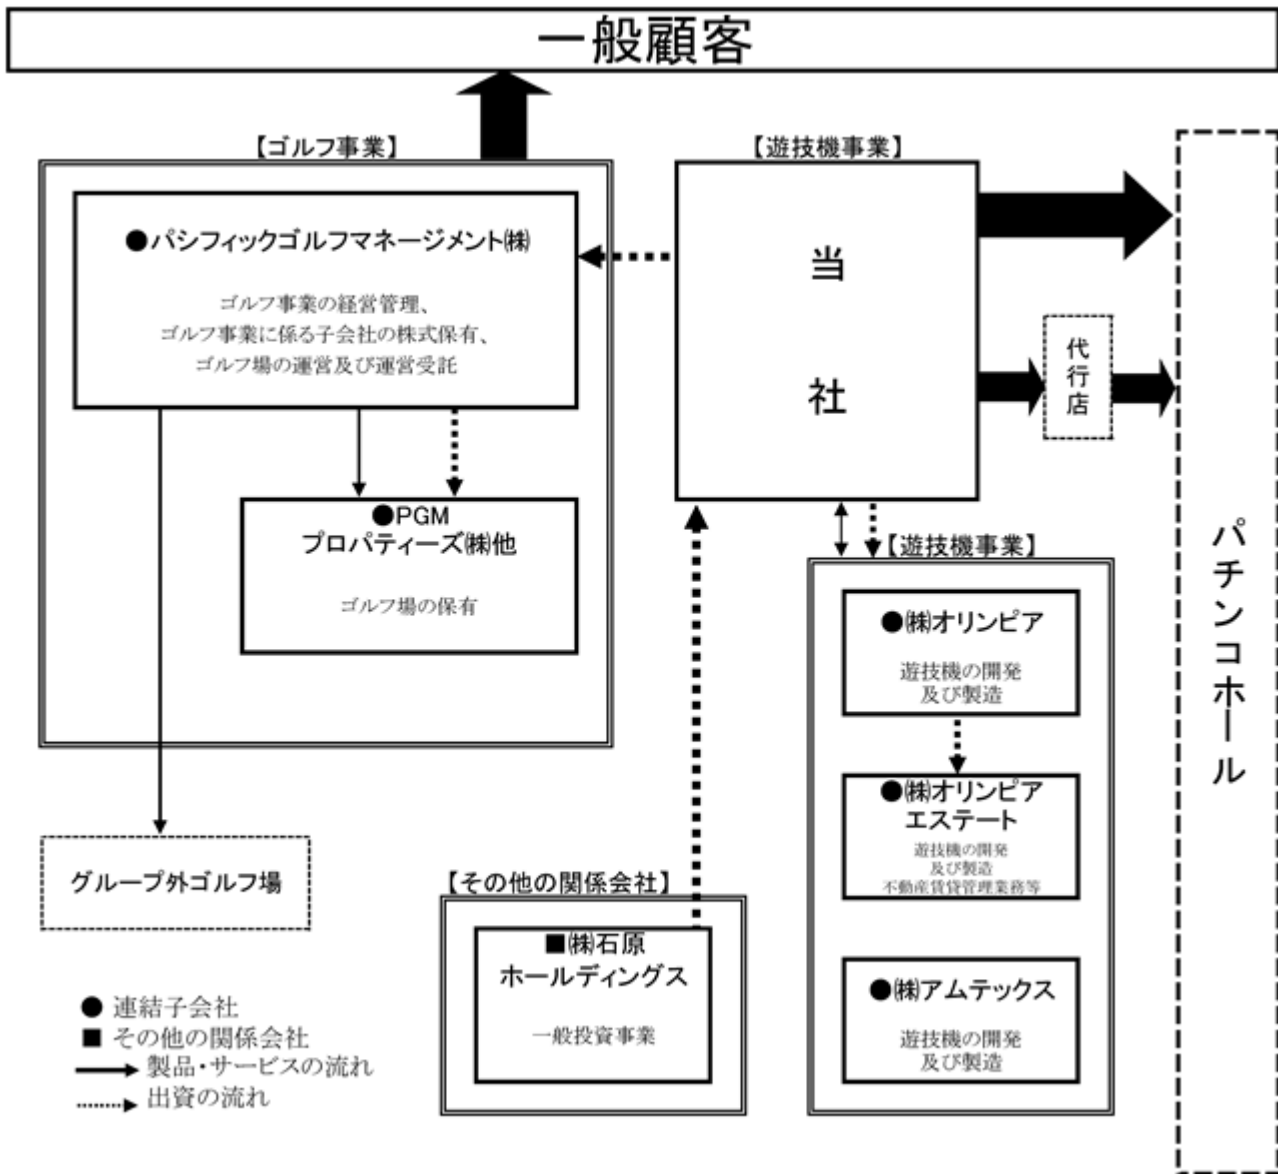 一般顧客
【ゴルフ事業】
●パシフィックゴルフマネージメント㈱
ゴルフ事業の経営管理、
ゴルフ事業に係る子会社の株式保有、
ゴルフ場の運営及び運営受託
●PGM
プロパティーズ㈱他
ゴルフ場の保有
グループ外ゴルフ場
【遊技機事業】
当社
代行店
パチンコホール
【遊技機事業】
●㈱オリンピア
遊技機の開発
及び製造
●㈱オリンピア
エステート
遊技機の開発
及び製造
不動産賃貸管理業務等
●㈱アムテックス
遊技機の開発
及び製造
【その他の関係会社】
■㈱石原
ホールディングス
一般投資事業
● 連結子会社
■ その他の関係会社
製品・サービスの流れ
出資の流れ